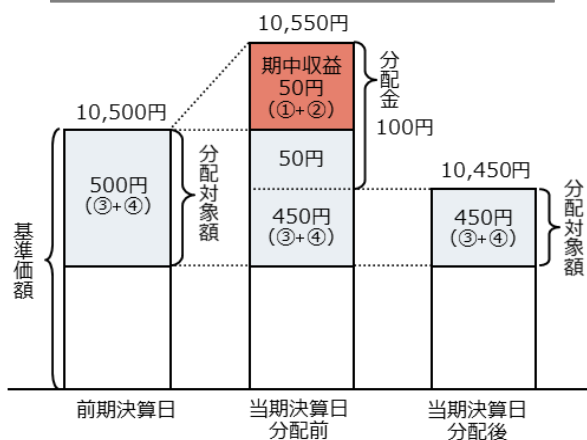 10,550円
期中収益
50円
(①+②)
分配金
10,500円
100円
50円
10,450円
500円
(③+④)
分配対象額
450円
(③+④)
450円
(③+④)
分配対象額
基準価額
前期決算日
当期決算日
分配前
当期決算日
分配後